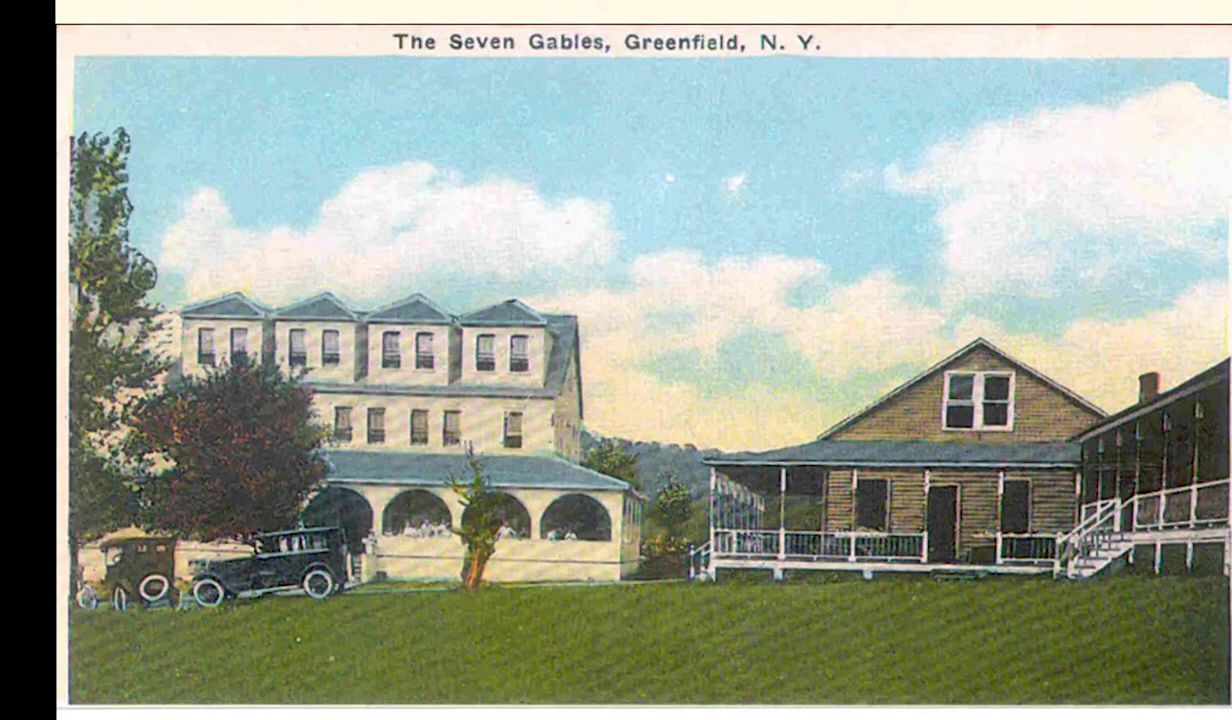 The Seven Gables, Greenfield, N. Y.